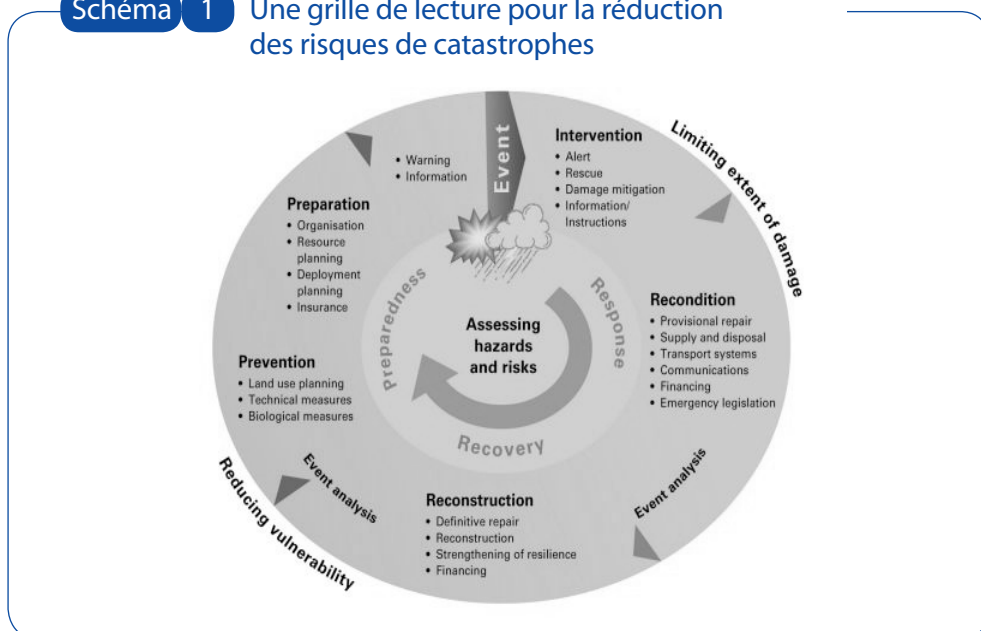 Schéma 1 Une grille de lecture pour la réduction
des risques de catastrophes
Event
Intervention
• Alert
• Rescue
• Damage mitigation
• Information/
Instructions
Limiting extent of damage
Recondition
• Provisional repair
• Supply and disposal
• Transport systems
• Communications
• Financing
• Emergency legislation
Event analysis
Reconstruction
• Definitive repair
• Reconstruction
• Strengthening of resilience
• Financing
Event analysis
Reducing vulnerability
Prevention
• Land use planning
• Technical measures
• Biological measures
Preparation
• Organisation
• Resource
planning
• Deployment
planning
• Insurance
• Warning
• Information
Preparedness
Response
Recovery
Assessing
hazards
and risks